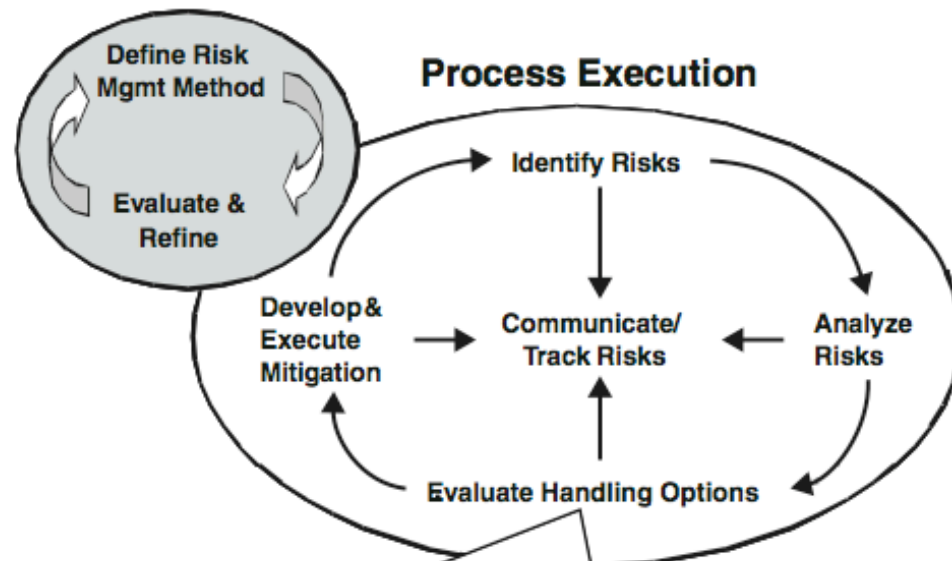 Define Risk
Mgmt Method
Evaluate &
Refine
Process Execution
Identify Risks
Develop &
Execute
Mitigation
Communicate/
Track Risks
Analyze
Risks
Evaluate Handling Options